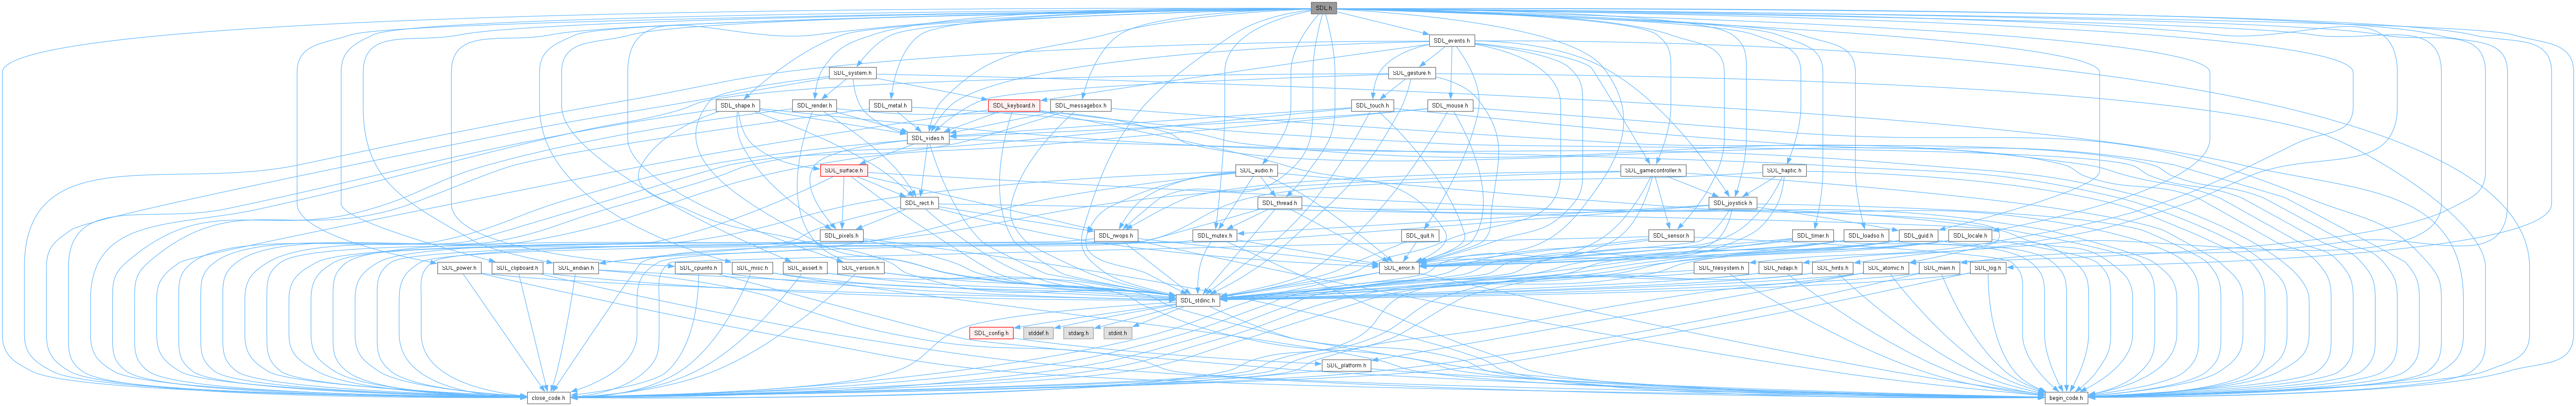 SDL.h
SDL_events.h
SDL_system.h
SDL_gesture.h
SDL_shape.h
SDL_render.h
SDL_metal.h
SDL_keyboard.h
SDL_messagebox.h
SDL_touch.h
SDL_mouse.h
SDL_video.h
SDL_surface.h
SDL_audio.h
SDL_gamecontroller.h
SDL_haptic.h
SDL_rect.h
SDL_thread.h
SDL_joystick.h
SDL_pixels.h
SDL_rwops.h
SDL_mutex.h
SDL_quit.h
SDL_sensor.h
SDL_timer.h
SDL_loadso.h
SDL_guid.h
SDL_locale.h
SDL_power.h
SDL_clipboard.h
SDL_endian.h
SDL_cpuinfo.h
SDL_misc.h
SDL_assert.h
SDL_version.h
SDL_error.h
SDL_filesystem.h
SDL_hidapi.h
SDL_hints.h
SDL_atomic.h
SDL_main.h
SDL_log.h
SDL_stdinc.h
SDL_config.h
stddef.h
stdarg.h
stdint.h
SDL_platform.h
close_code.h
begin_code.h